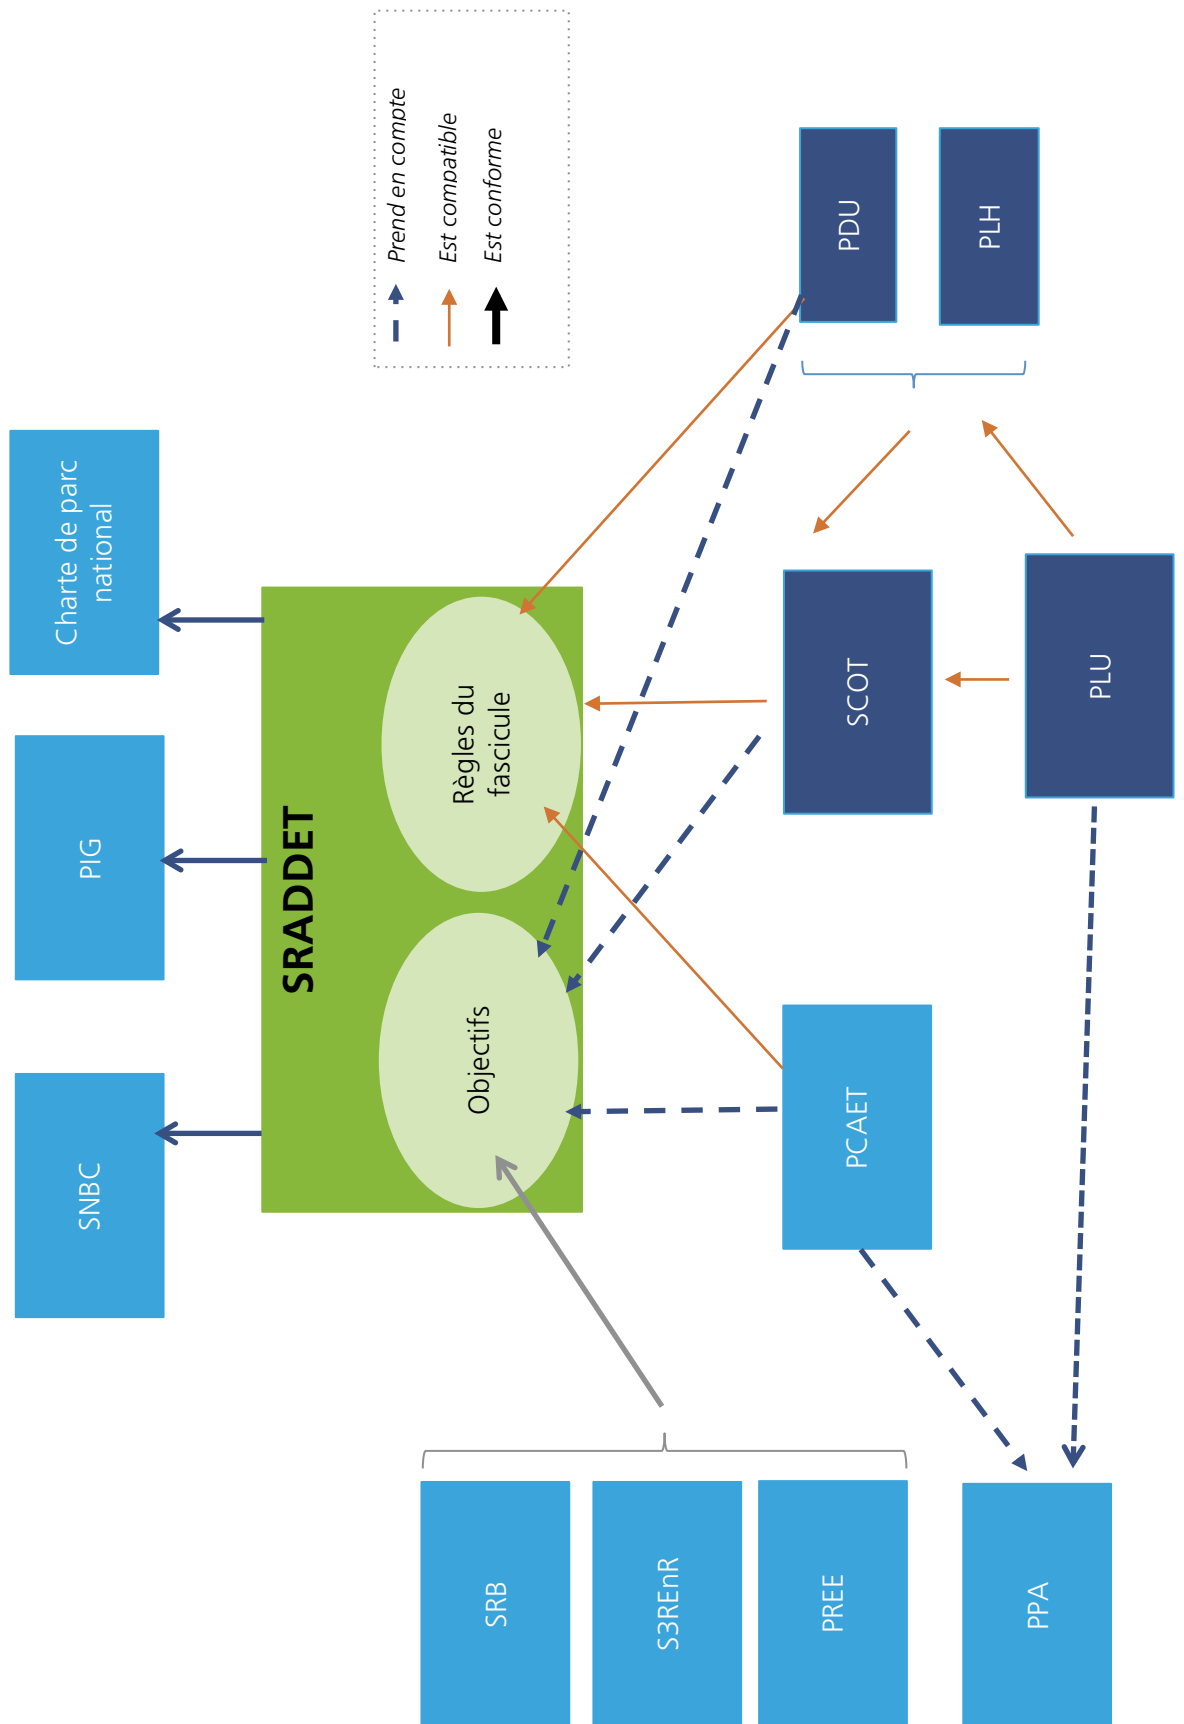 SNBC
PIG
Charte de parc
national
SRADDET
Objectifs
Règles du
fascicule
Prend en compte
Est compatible
Est conforme
SRB
S3REnR
PREE
PPA
PCAET
SCOT
PLU
PDU
PLH